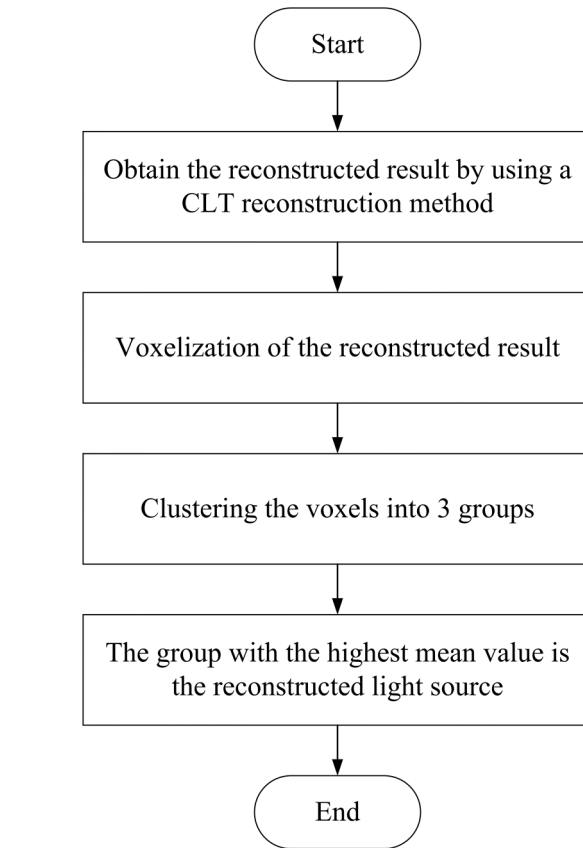 Start
Obtain the reconstructed result by using a
CLT reconstruction method
Voxelization of the reconstructed result
Clustering the voxels into 3 groups
The group with the highest mean value is
the reconstructed light source
End